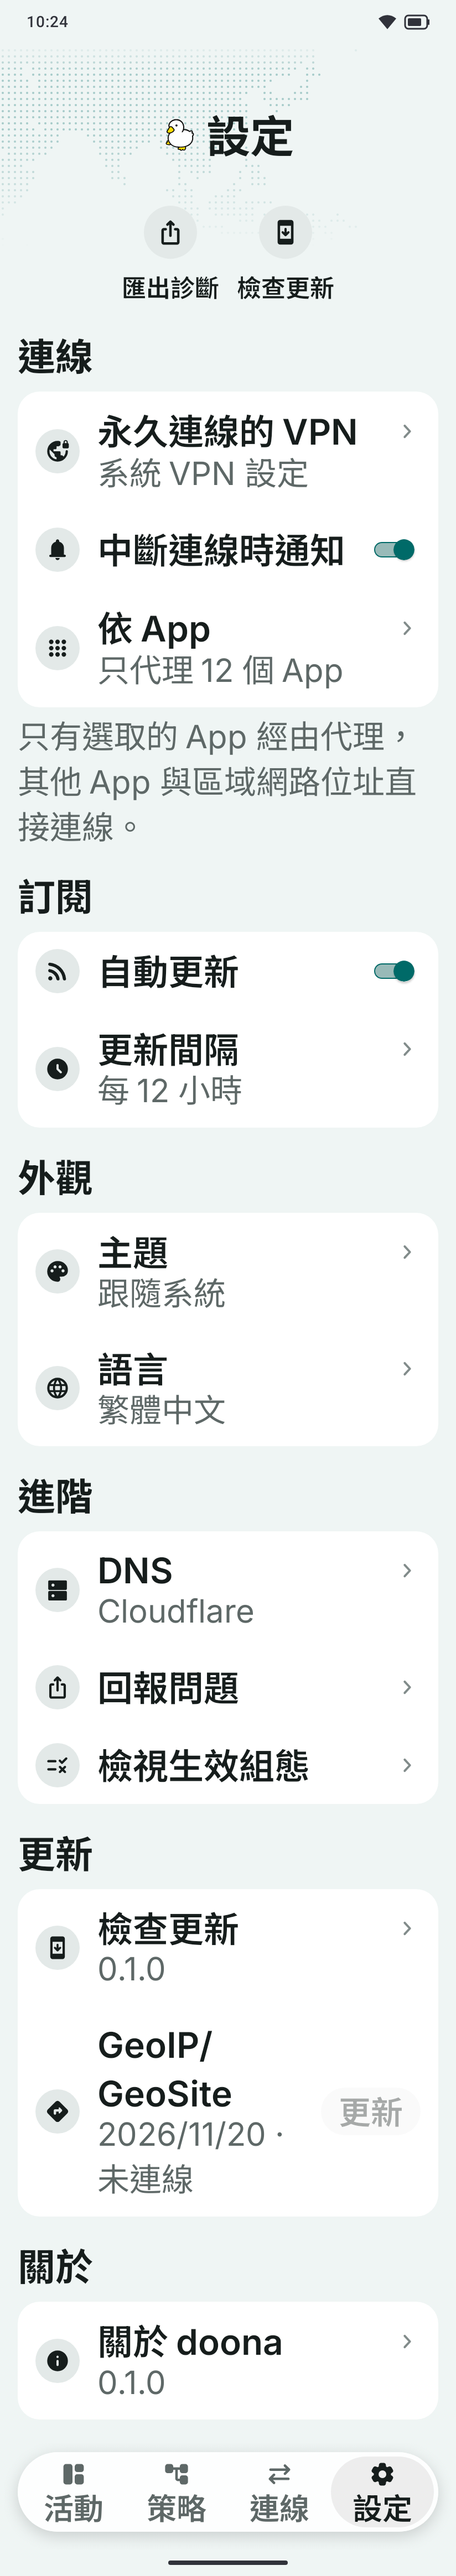 10:24
設定
匯出診斷
檢查更新
連線
永久連線的 VPN
系統 VPN 設定
中斷連線時通知
依 App
只代理 12 個 App
只有選取的 App 經由代理，
其他 App 與區域網路位址直
接連線。
訂閱
自動更新
更新間隔
每 12 小時
外觀
主題
跟隨系統
語言
繁體中文
進階
DNS
Cloudflare
回報問題
檢視生效組態
更新
檢查更新
0.1.0
GeoIP/
GeoSite
2026/11/20 ·
未連線
更新
關於
關於 doona
0.1.0
活動
策略
連線
設定